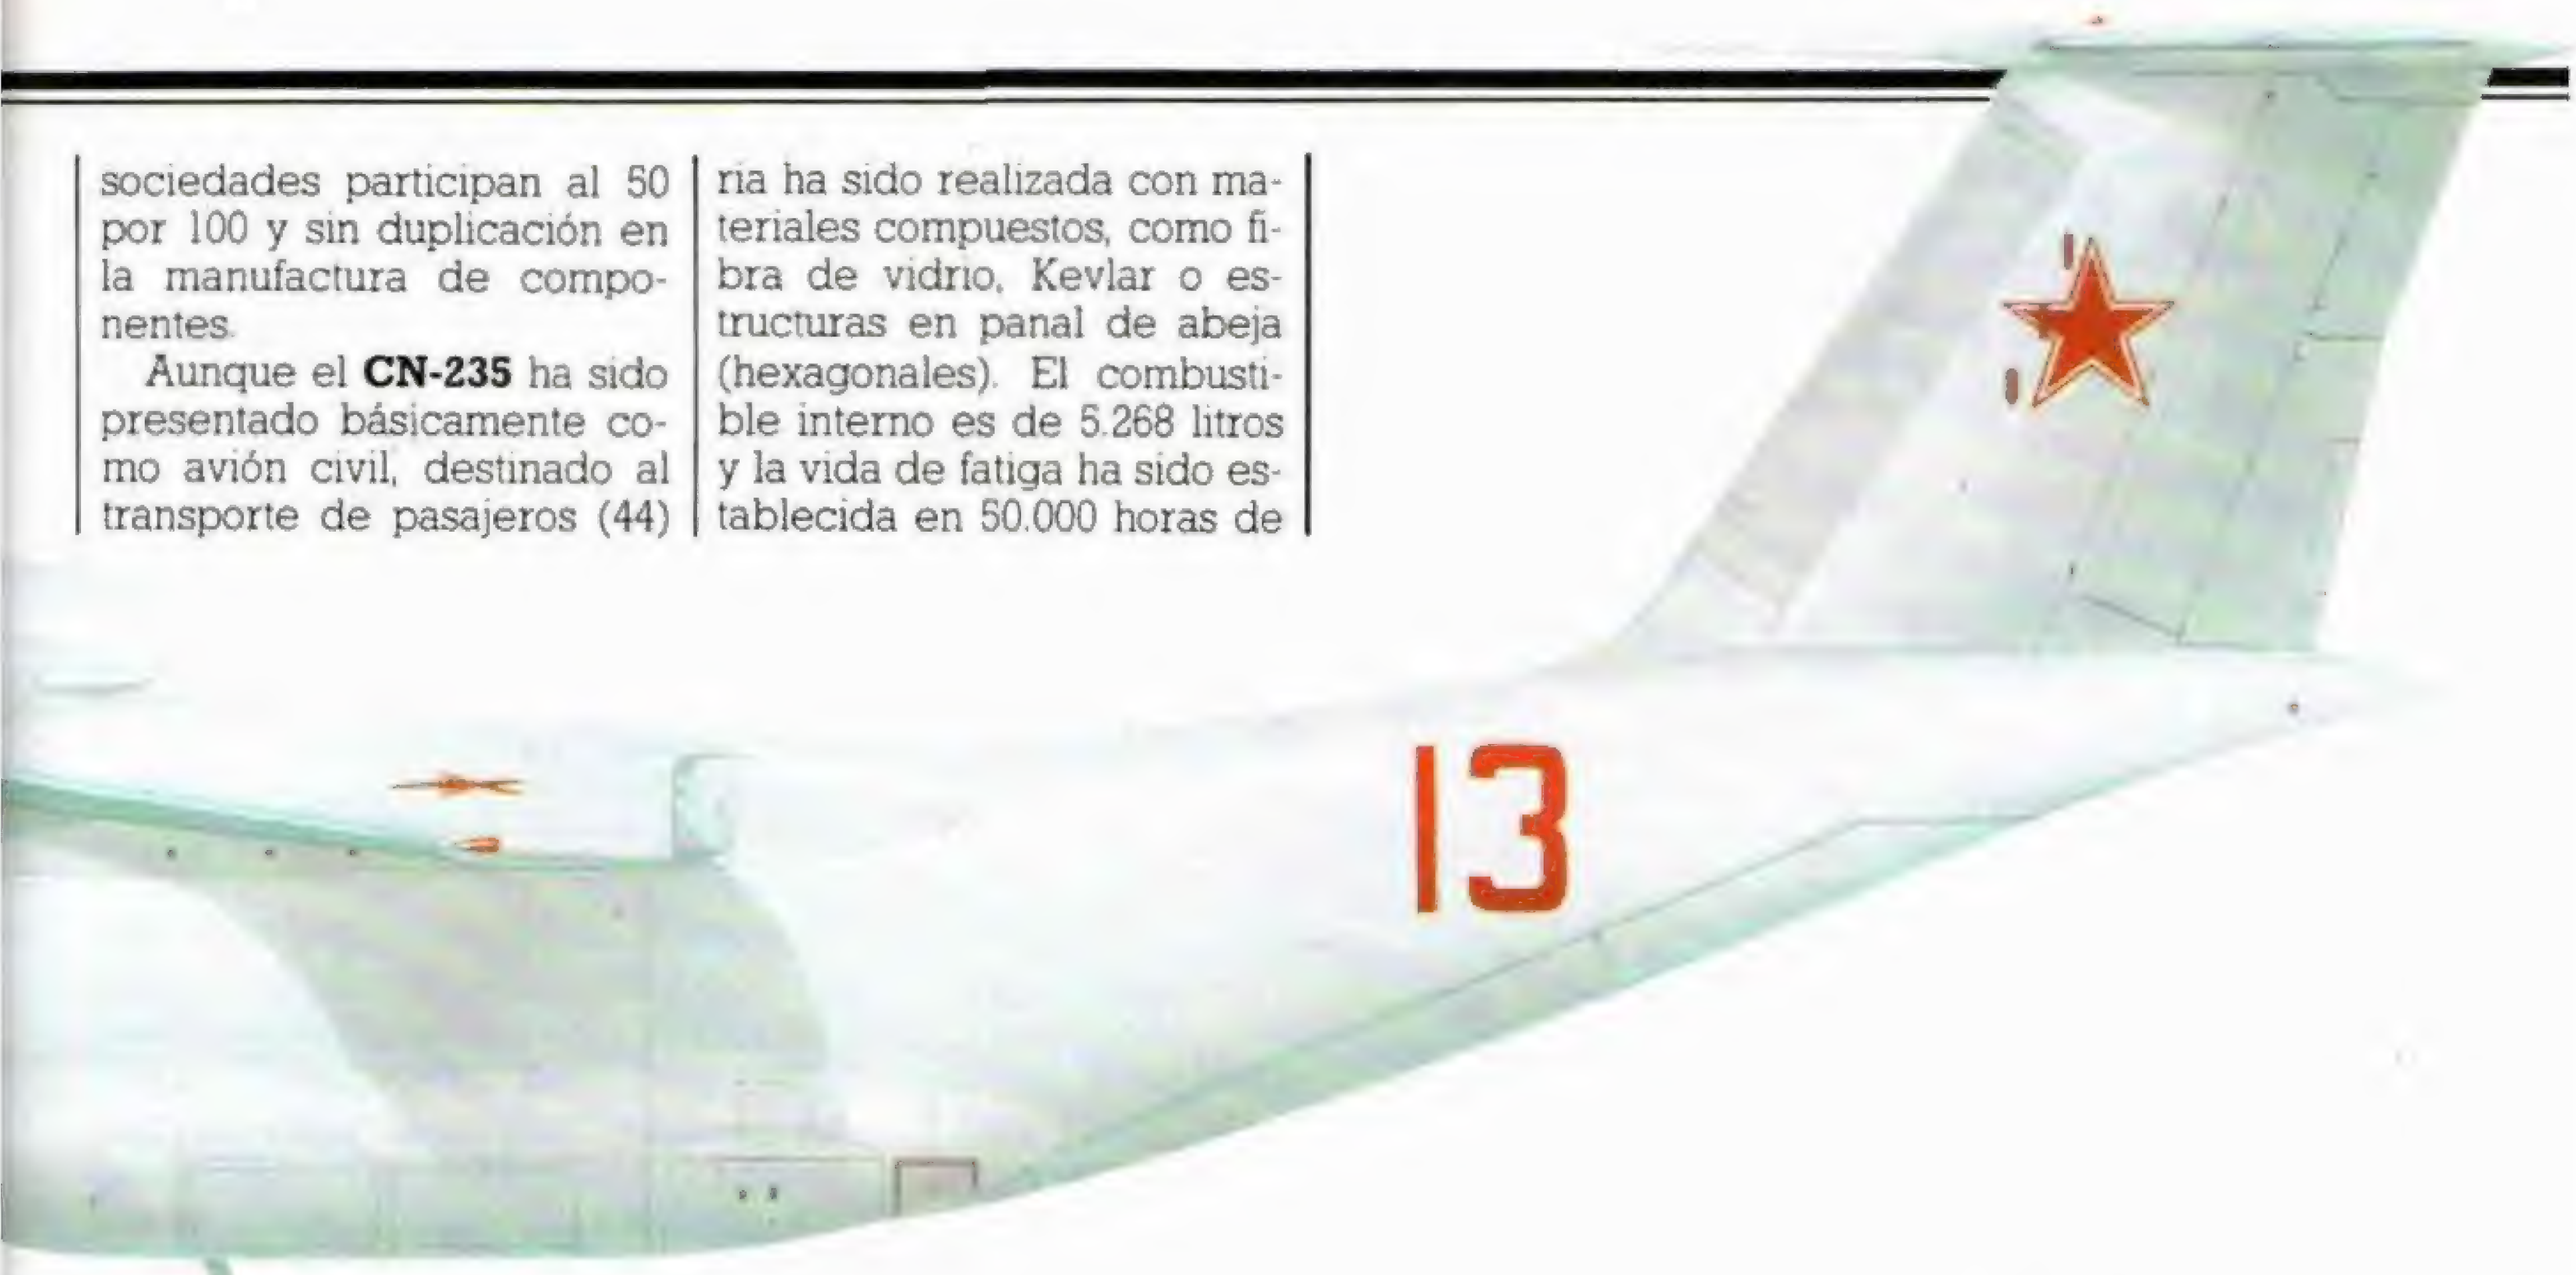 sociedades participan al 50
por 100 y sin duplicación en
la manufactura de compo-
nentes.
Aunque el CN-235 ha sido
presentado básicamente co-
mo avión civil, destinado al
transporte de pasajeros (44)
ria ha sido realizada con ma-
teriales compuestos, como fi-
bra de vidrio, Kevlar o es-
tructuras en panal de abeja
(hexagonales). El combusti-
ble interno es de 5.268 litros
y la vida de fatiga ha sido es-
tablecida en 50.000 horas de
13